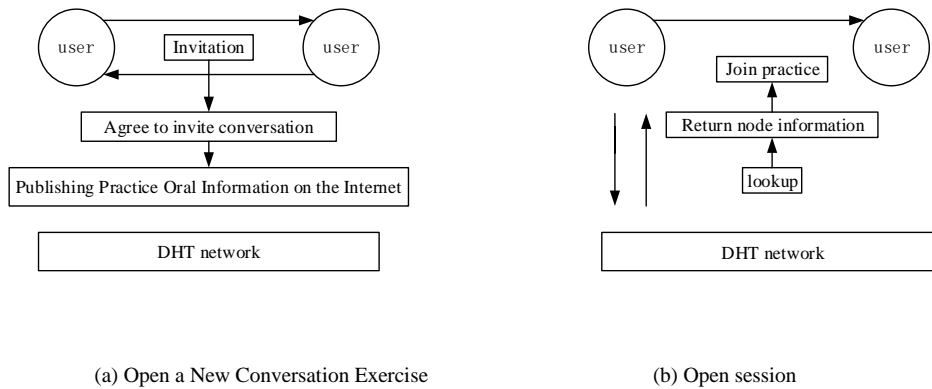 user
user
Invitation
Agree to invite conversation
Publishing Practice Oral Information on the Internet
DHT network
(a) Open a New Conversation Exercise
user
user
Join practice
Return node information
lookup
DHT network
(b) Open session